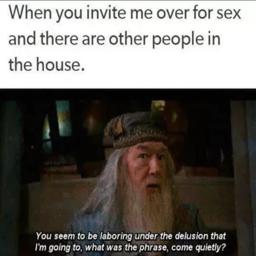 When you invite me over for sex
and there are other people in
the house.
You seem to be laboring under the delusion that
I'm going to, what was the phrase, come quietly?